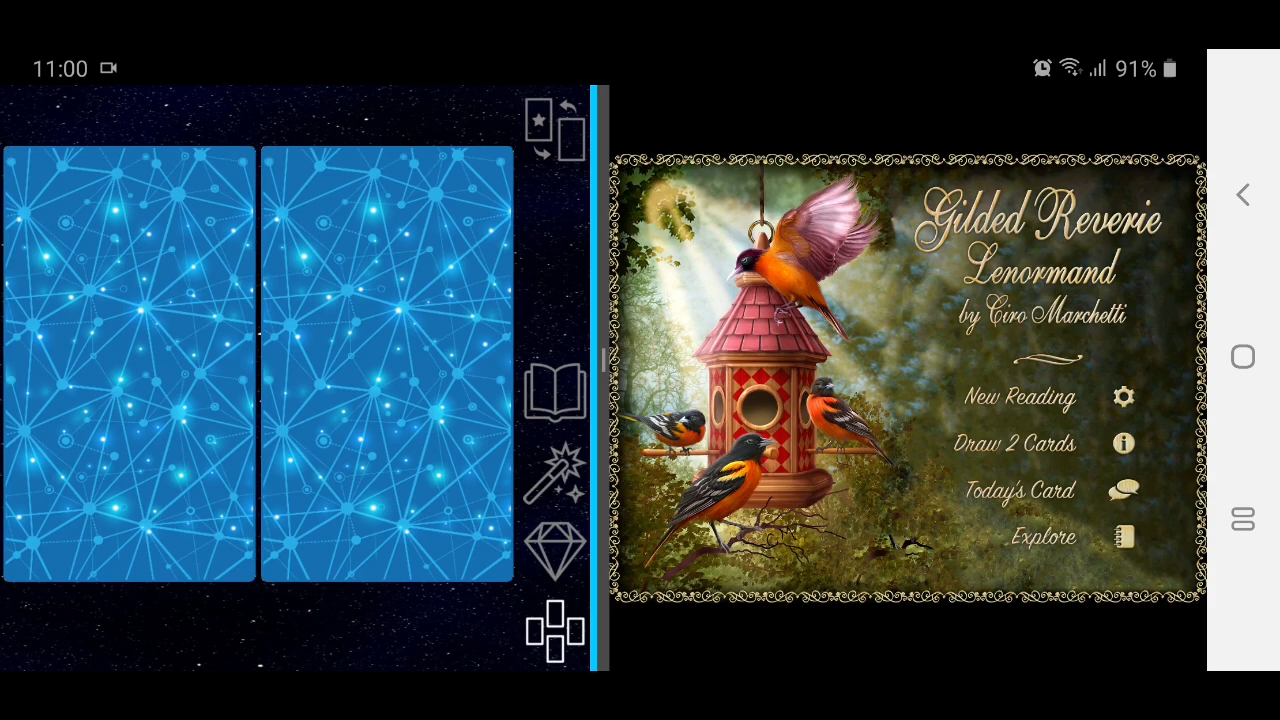 11:00
91%
Gilded Reverie
Lenormand
by Ciro Marchetti
New Reading
Draw 2 Cards
Today's Card
Explore